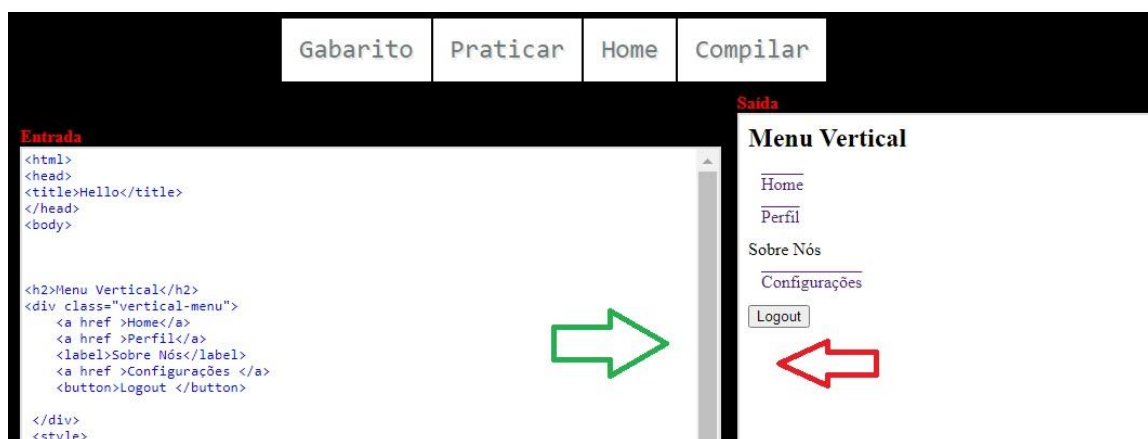 Gabarito Praticar Home Compilar
Entrada
<html>
<head>
<title>Hello</title>
</head>
<body>
<h2>Menu Vertical</h2>
<div class="vertical-menu">
<a href >Home</a>
<a href >Perfil</a>
<label>Sobre Nós</label>
<a href >Configurações </a>
<button>Logout </button>
</div>
<style>
Saída
Menu Vertical
Home
Perfil
Sobre Nós
Configurações
Logout